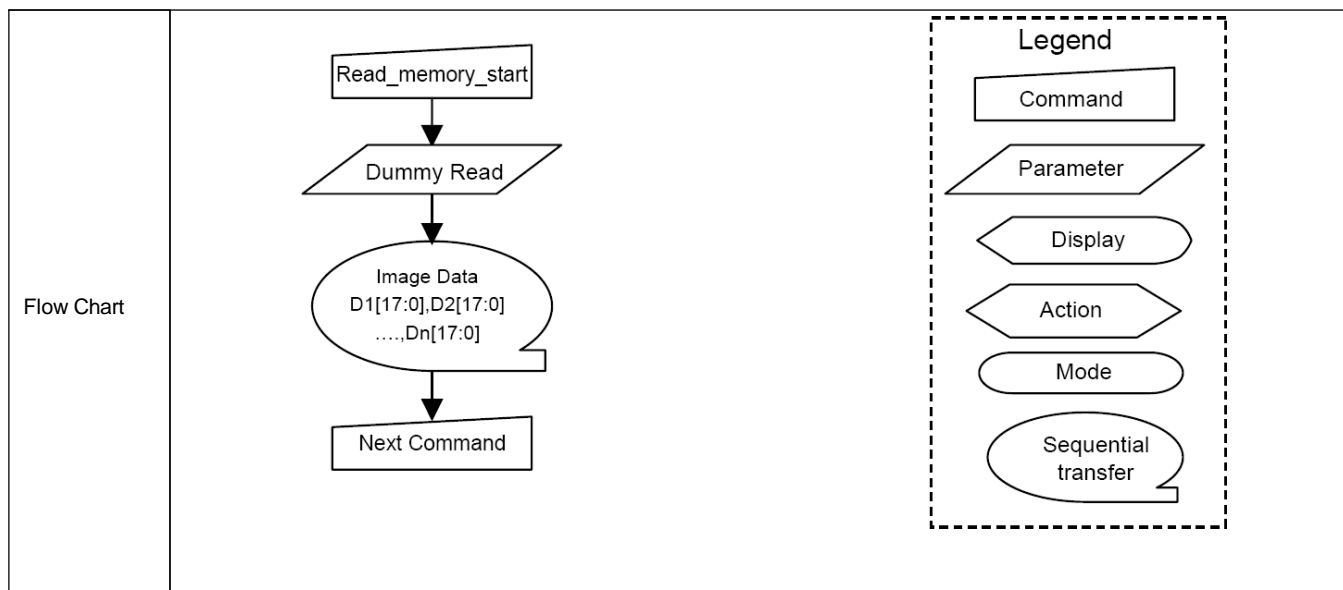 Flow Chart
Read_memory_start
Dummy Read
Image Data
D1[17:0],D2[17:0]
....,Dn[17:0]
Next Command
Legend
Command
Parameter
Display
Action
Mode
Sequential
transfer